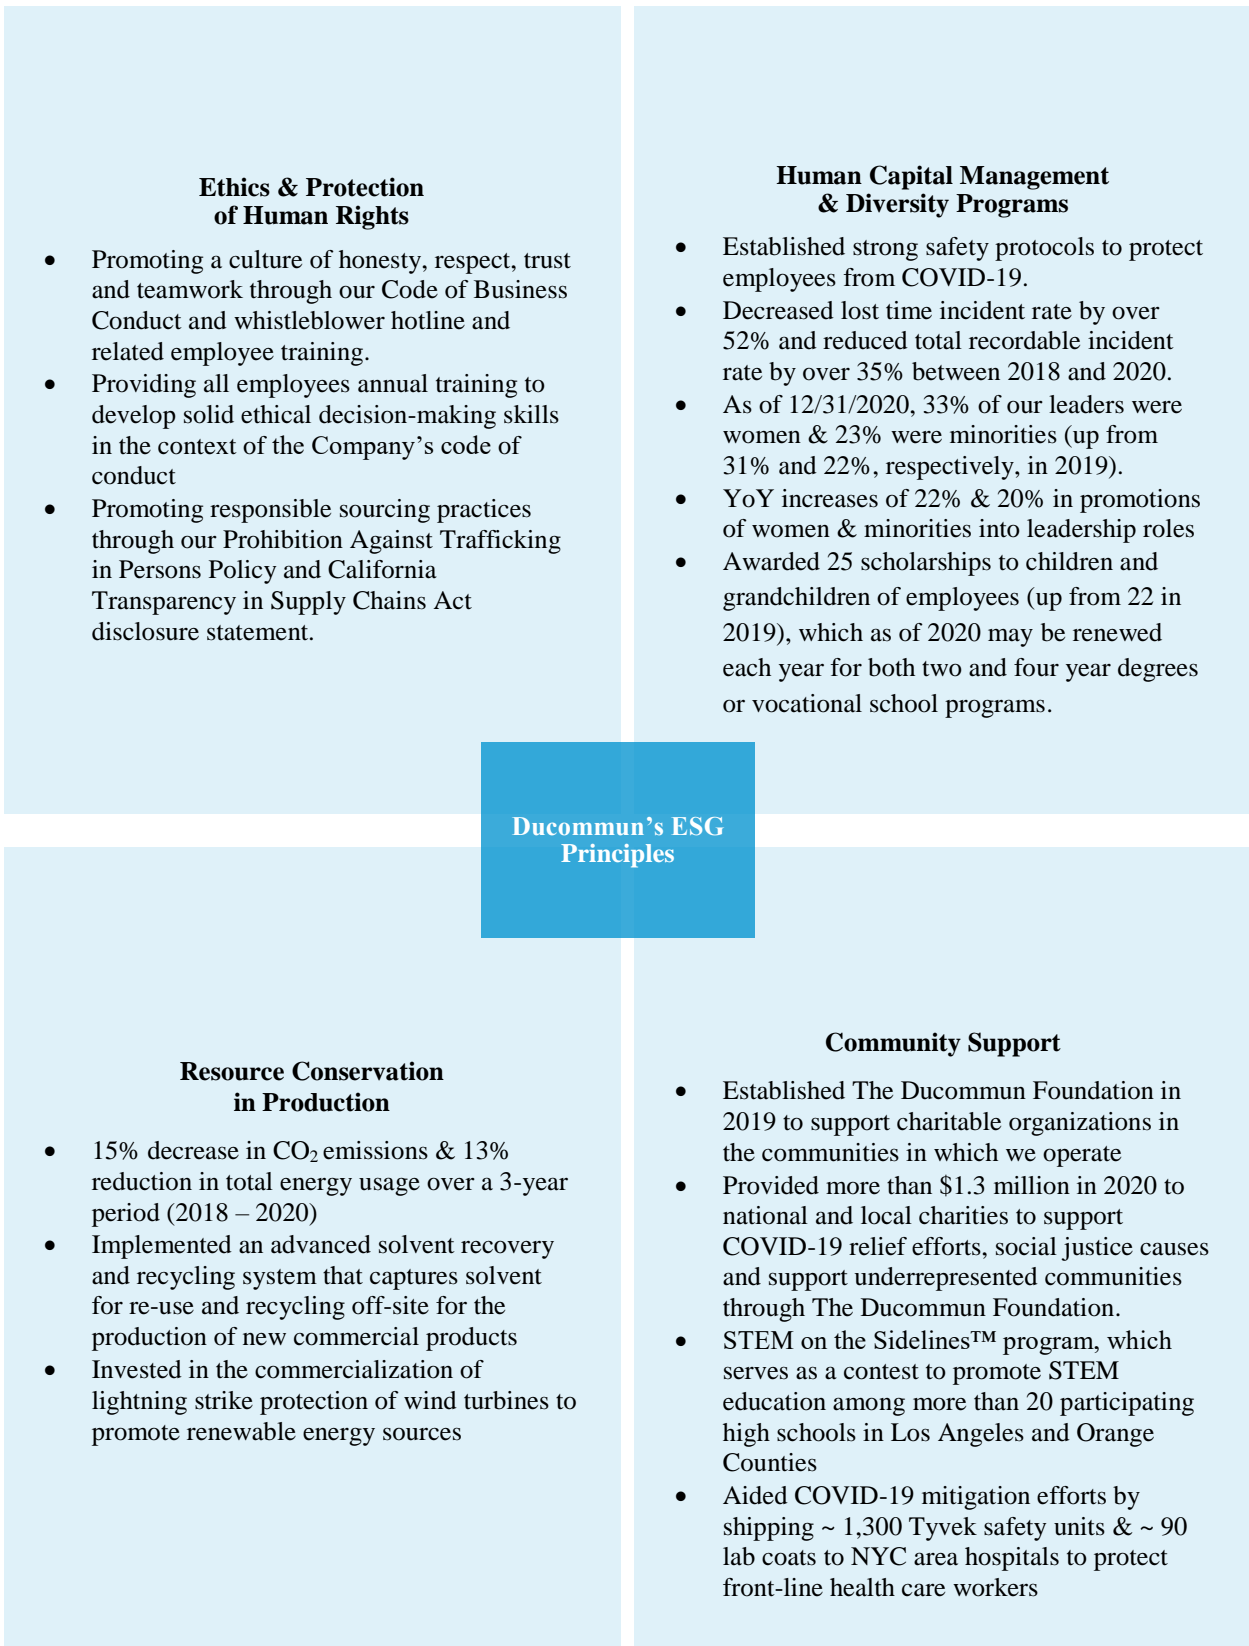 Ethics & Protection
of Human Rights
• Promoting a culture of honesty, respect, trust
and teamwork through our Code of Business
Conduct and whistleblower hotline and
related employee training.
• Providing all employees annual training to
develop solid ethical decision-making skills
in the context of the Company’s code of
conduct
• Promoting responsible sourcing practices
through our Prohibition Against Trafficking
in Persons Policy and California
Transparency in Supply Chains Act
disclosure statement.
Human Capital Management
& Diversity Programs
• Established strong safety protocols to protect
employees from COVID-19.
• Decreased lost time incident rate by over
52% and reduced total recordable incident
rate by over 35% between 2018 and 2020.
• As of 12/31/2020, 33% of our leaders were
women & 23% were minorities (up from
31% and 22%, respectively, in 2019).
• YoY increases of 22% & 20% in promotions
of women & minorities into leadership roles
• Awarded 25 scholarships to children and
grandchildren of employees (up from 22 in
2019), which as of 2020 may be renewed
each year for both two and four year degrees
or vocational school programs.
Ducommun’s ESG
Principles
Resource Conservation
in Production
• 15% decrease in CO₂ emissions & 13%
reduction in total energy usage over a 3-year
period (2018 – 2020)
• Implemented an advanced solvent recovery
and recycling system that captures solvent
for re-use and recycling off-site for the
production of new commercial products
• Invested in the commercialization of
lightning strike protection of wind turbines to
promote renewable energy sources
Community Support
• Established The Ducommun Foundation in
2019 to support charitable organizations in
the communities in which we operate
• Provided more than $1.3 million in 2020 to
national and local charities to support
COVID-19 relief efforts, social justice causes
and support underrepresented communities
through The Ducommun Foundation.
• STEM on the Sidelines™ program, which
serves as a contest to promote STEM
education among more than 20 participating
high schools in Los Angeles and Orange
Counties
• Aided COVID-19 mitigation efforts by
shipping ~ 1,300 Tyvek safety units & ~ 90
lab coats to NYC area hospitals to protect
front-line health care workers